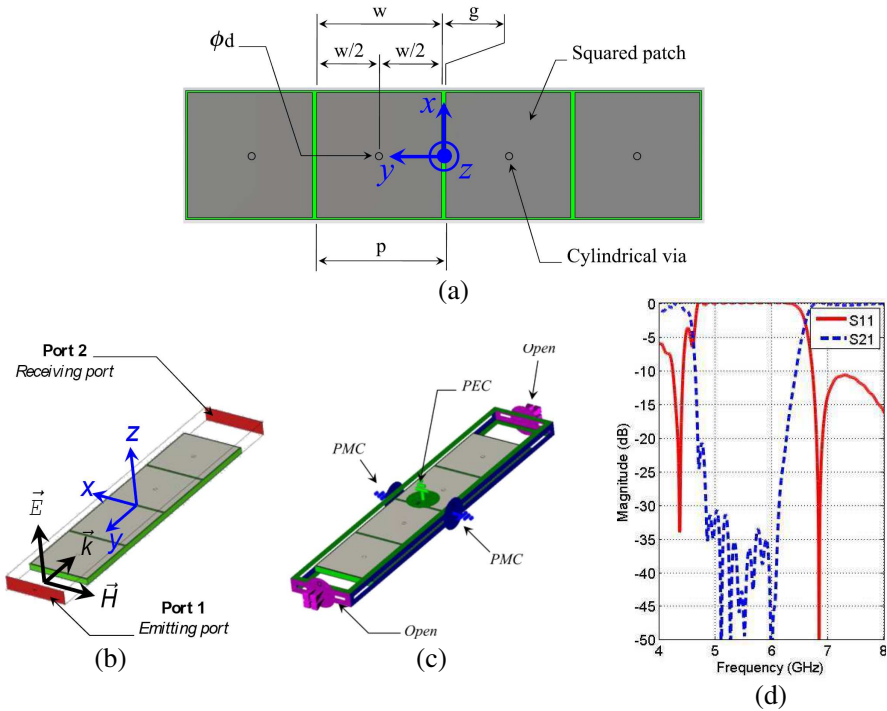 w
g
ϕd
w/2
w/2
Squared patch
x
y
z
p
Cylindrical via
(a)
Port 2
Receiving port
z
x
y
E
k
H
Port 1
Emitting port
(b)
Open
PEC
PMC
PMC
Open
(c)
S11
S21
0
-5
-10
-15
-20
-25
-30
-35
-40
-45
-50
Magnitude (dB)
4
5
6
7
8
Frequency (GHz)
(d)